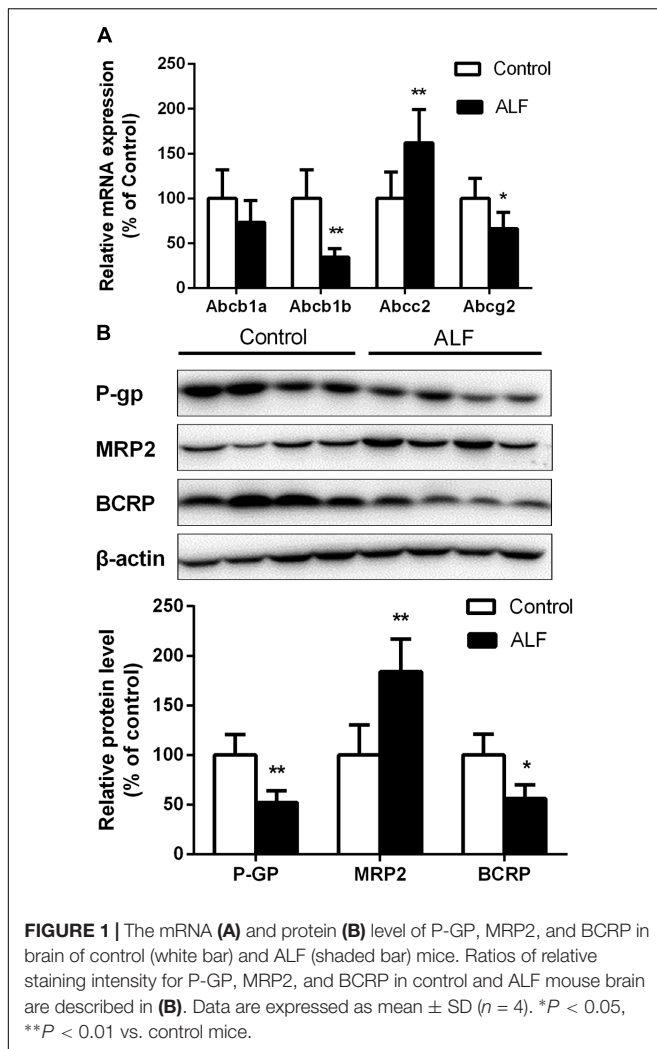 A
Relative mRNA expression
(% of Control)
250
200
150
100
50
0
Control
ALF
**
**
*
Abcb1a Abcb1b Abcc2 Abcg2
B
Control ALF
P-gp
MRP2
BCRP
β-actin
Relative protein level
(% of control)
250
200
150
100
50
0
Control
ALF
**
**
*
P-GP MRP2 BCRP
FIGURE 1 | The mRNA (A) and protein (B) level of P-GP, MRP2, and BCRP in
brain of control (white bar) and ALF (shaded bar) mice. Ratios of relative
staining intensity for P-GP, MRP2, and BCRP in control and ALF mouse brain
are described in (B). Data are expressed as mean ± SD (n = 4). *P < 0.05,
**P < 0.01 vs. control mice.